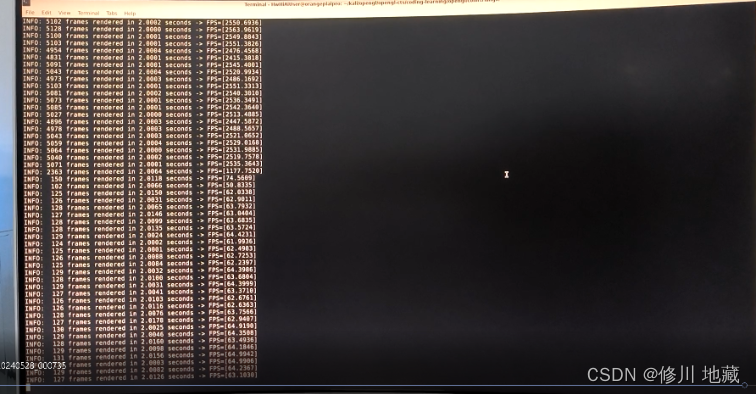 File Edit View Terminal Tabs Help
INFO: 5102 frames rendered in 2.0002 seconds -> FPS=[2550.6936]
INFO: 5128 frames rendered in 2.0000 seconds -> FPS=[2563.9619]
INFO: 5100 frames rendered in 2.0001 seconds -> FPS=[2549.8843]
INFO: 5103 frames rendered in 2.0001 seconds -> FPS=[2551.3826]
INFO: 4954 frames rendered in 2.0004 seconds -> FPS=[2476.4568]
INFO: 4831 frames rendered in 2.0001 seconds -> FPS=[2415.3818]
INFO: 5091 frames rendered in 2.0001 seconds -> FPS=[2545.4081]
INFO: 5043 frames rendered in 2.0004 seconds -> FPS=[2520.9934]
INFO: 4973 frames rendered in 2.0003 seconds -> FPS=[2486.1692]
INFO: 5103 frames rendered in 2.0001 seconds -> FPS=[2551.3313]
INFO: 5081 frames rendered in 2.0002 seconds -> FPS=[2540.3010]
INFO: 5073 frames rendered in 2.0001 seconds -> FPS=[2536.3491]
INFO: 5085 frames rendered in 2.0001 seconds -> FPS=[2542.3640]
INFO: 5027 frames rendered in 2.0000 seconds -> FPS=[2513.4885]
INFO: 4896 frames rendered in 2.0003 seconds -> FPS=[2447.5872]
INFO: 4978 frames rendered in 2.0003 seconds -> FPS=[2488.5657]
INFO: 5043 frames rendered in 2.0003 seconds -> FPS=[2521.0652]
INFO: 5059 frames rendered in 2.0004 seconds -> FPS=[2529.0168]
INFO: 5064 frames rendered in 2.0000 seconds -> FPS=[2531.9885]
INFO: 5040 frames rendered in 2.0002 seconds -> FPS=[2519.7578]
INFO: 5071 frames rendered in 2.0001 seconds -> FPS=[2535.3643]
INFO: 2363 frames rendered in 2.0064 seconds -> FPS=[1177.7520]
INFO: 150 frames rendered in 2.0118 seconds -> FPS=[74.5609]
INFO: 102 frames rendered in 2.0066 seconds -> FPS=[50.8335]
INFO: 125 frames rendered in 2.0150 seconds -> FPS=[62.0338]
INFO: 126 frames rendered in 2.0031 seconds -> FPS=[62.9011]
INFO: 128 frames rendered in 2.0065 seconds -> FPS=[63.7932]
INFO: 127 frames rendered in 2.0146 seconds -> FPS=[63.0404]
INFO: 128 frames rendered in 2.0099 seconds -> FPS=[63.6835]
INFO: 128 frames rendered in 2.0135 seconds -> FPS=[63.5724]
INFO: 129 frames rendered in 2.0024 seconds -> FPS=[64.4231]
INFO: 124 frames rendered in 2.0002 seconds -> FPS=[61.9936]
INFO: 125 frames rendered in 2.0001 seconds -> FPS=[62.4983]
INFO: 126 frames rendered in 2.0088 seconds -> FPS=[62.7253]
INFO: 125 frames rendered in 2.0084 seconds -> FPS=[62.2397]
INFO: 129 frames rendered in 2.0032 seconds -> FPS=[64.3986]
INFO: 128 frames rendered in 2.0100 seconds -> FPS=[63.6804]
INFO: 129 frames rendered in 2.0031 seconds -> FPS=[64.3999]
INFO: 127 frames rendered in 2.0041 seconds -> FPS=[63.3710]
INFO: 126 frames rendered in 2.0103 seconds -> FPS=[62.6761]
INFO: 126 frames rendered in 2.0116 seconds -> FPS=[62.6363]
INFO: 128 frames rendered in 2.0076 seconds -> FPS=[63.7566]
INFO: 127 frames rendered in 2.0178 seconds -> FPS=[62.9407]
INFO: 130 frames rendered in 2.0025 seconds -> FPS=[64.9190]
INFO: 129 frames rendered in 2.0046 seconds -> FPS=[64.3508]
INFO: 128 frames rendered in 2.0160 seconds -> FPS=[63.4936]
INFO: 129 frames rendered in 2.0098 seconds -> FPS=[64.1846]
INFO: 131 frames rendered in 2.0156 seconds -> FPS=[64.9942]
INFO: frames rendered in 2.0003 seconds -> FPS=[64.9906]
INFO: 129 frames rendered in 2.0082 seconds -> FPS=[64.2367]
INFO: 127 frames rendered in 2.0126 seconds -> FPS=[63.1030]
0240528_000735
CSDN @修川 地藏